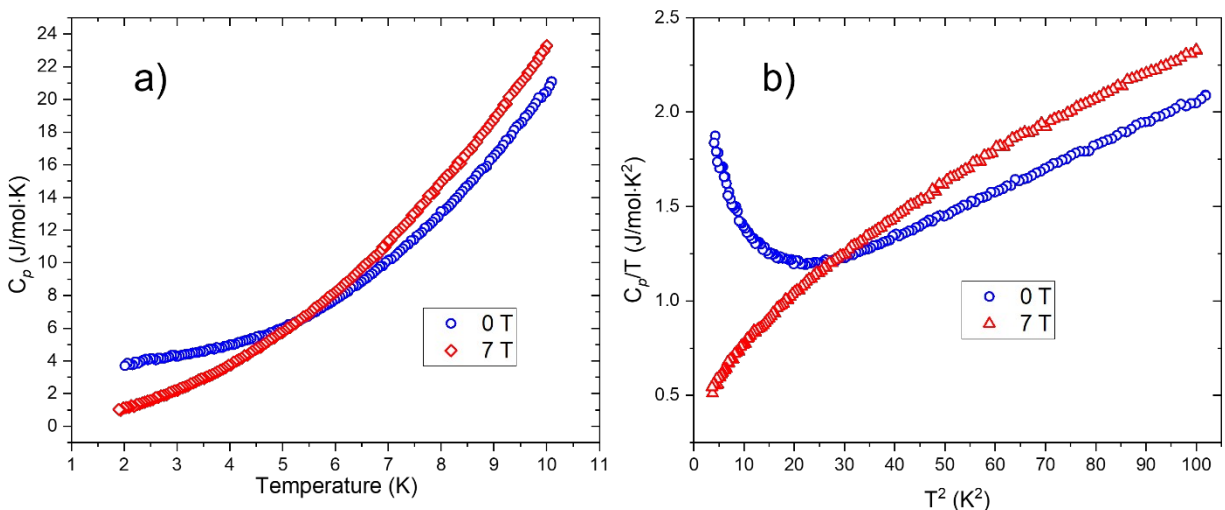 a)
24
22
20
18
16
14
12
10
8
6
4
2
0
C_p (J/mol·K)
0 T
7 T
1 2 3 4 5 6 7 8 9 10 11
Temperature (K)
b)
2.5
2.0
1.5
1.0
0.5
C_p/T (J/mol·K²)
0 T
7 T
0 10 20 30 40 50 60 70 80 90 100
T² (K²)